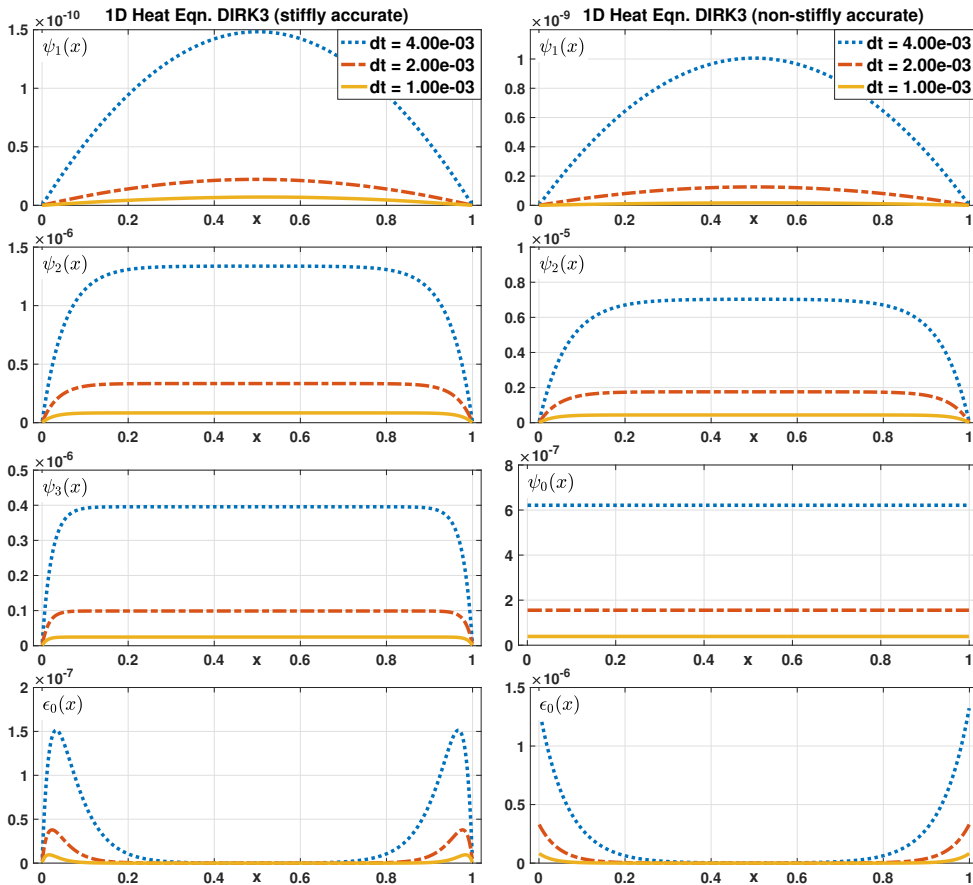 1D Heat Eqn. DIRK3 (stiffly accurate)
×10⁻¹⁰
ψ₁(x)
dt = 4.00e-03
dt = 2.00e-03
dt = 1.00e-03
1.5
1
0.5
0
0 0.2 0.4 0.6 0.8 1
x
×10⁻⁶
ψ₂(x)
1.5
1
0.5
0
0 0.2 0.4 0.6 0.8 1
x
×10⁻⁶
ψ₃(x)
0.5
0.4
0.3
0.2
0.1
0
0 0.2 0.4 0.6 0.8 1
x
×10⁻⁷
ϵ₀(x)
2
1.5
1
0.5
0
0 0.2 0.4 0.6 0.8 1
x
1D Heat Eqn. DIRK3 (non-stiffly accurate)
×10⁻⁹
ψ₁(x)
dt = 4.00e-03
dt = 2.00e-03
dt = 1.00e-03
1
0.8
0.6
0.4
0.2
0
0 0.2 0.4 0.6 0.8 1
x
×10⁻⁵
ψ₂(x)
1
0.8
0.6
0.4
0.2
0
0 0.2 0.4 0.6 0.8 1
x
×10⁻⁷
ψ₀(x)
8
6
4
2
0
0 0.2 0.4 0.6 0.8 1
x
×10⁻⁶
ϵ₀(x)
1.5
1
0.5
0
0 0.2 0.4 0.6 0.8 1
x